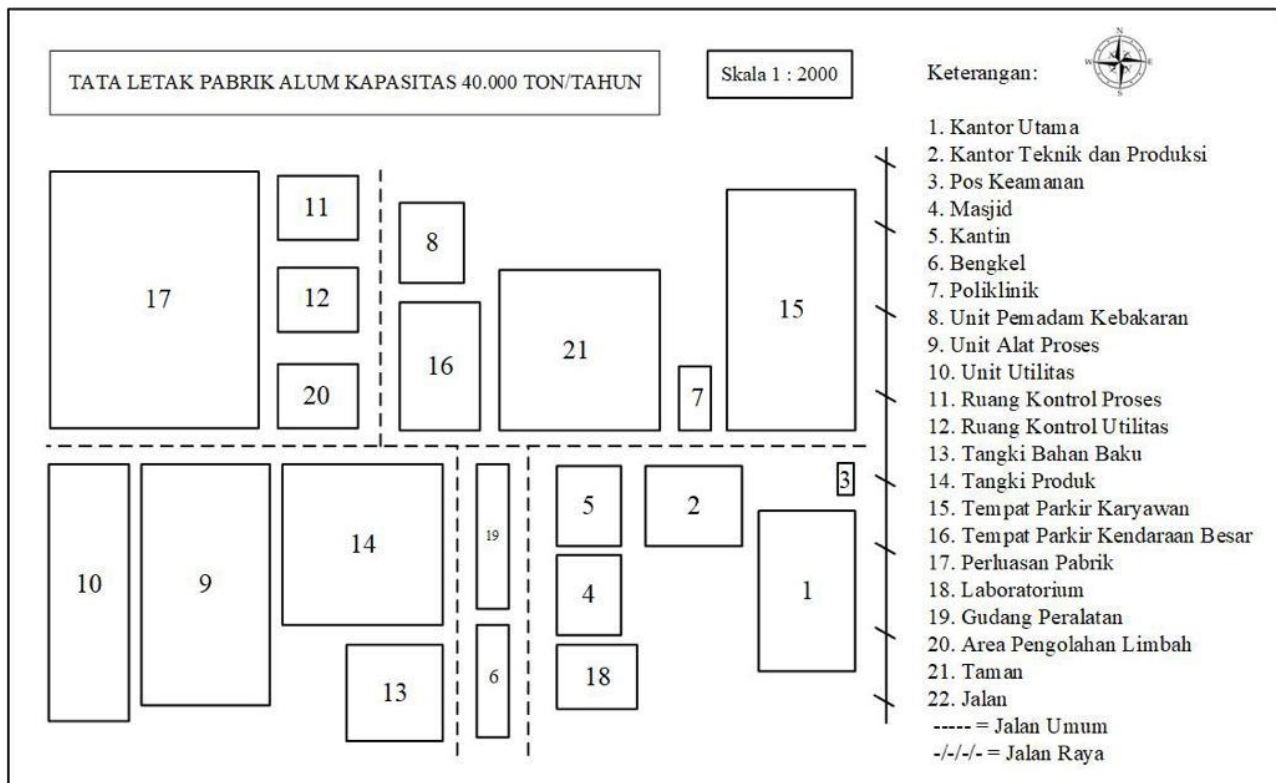 TATA LETAK PABRIK ALUM KAPASITAS 40.000 TON/TAHUN
Skala 1 : 2000
Keterangan:
N
W
E
S
1. Kantor Utama
2. Kantor Teknik dan Produksi
3. Pos Keamanan
4. Masjid
5. Kantin
6. Bengkel
7. Poliklinik
8. Unit Pemadam Kebakaran
9. Unit Alat Proses
10. Unit Utilitas
11. Ruang Kontrol Proses
12. Ruang Kontrol Utilitas
13. Tangki Bahan Baku
14. Tangki Produk
15. Tempat Parkir Karyawan
16. Tempat Parkir Kendaraan Besar
17. Perluasan Pabrik
18. Laboratorium
19. Gudang Peralatan
20. Area Pengolahan Limbah
21. Taman
22. Jalan
----- = Jalan Umum
-/-/-/- = Jalan Raya
17
11
12
20
8
16
21
7
15
10
9
14
13
19
6
5
4
18
2
3
1